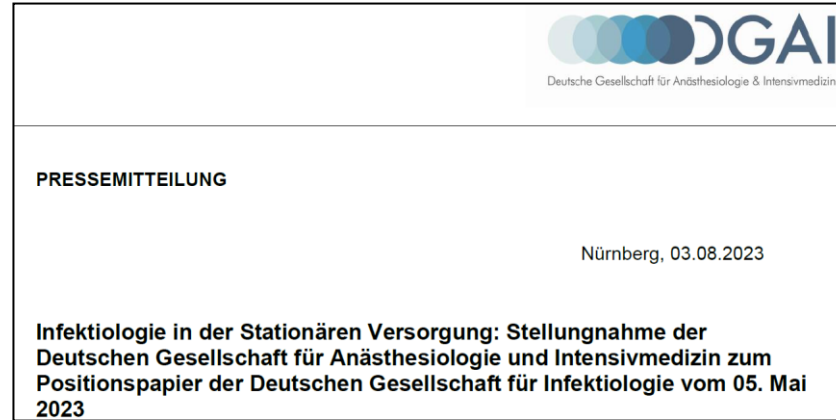 DGAI
Deutsche Gesellschaft für Anästhesiologie & Intensivmedizin
PRESSEMITTEILUNG
Nürnberg, 03.08.2023
Infektiologie in der Stationären Versorgung: Stellungnahme der
Deutschen Gesellschaft für Anästhesiologie und Intensivmedizin zum
Positionspapier der Deutschen Gesellschaft für Infektiologie vom 05. Mai
2023